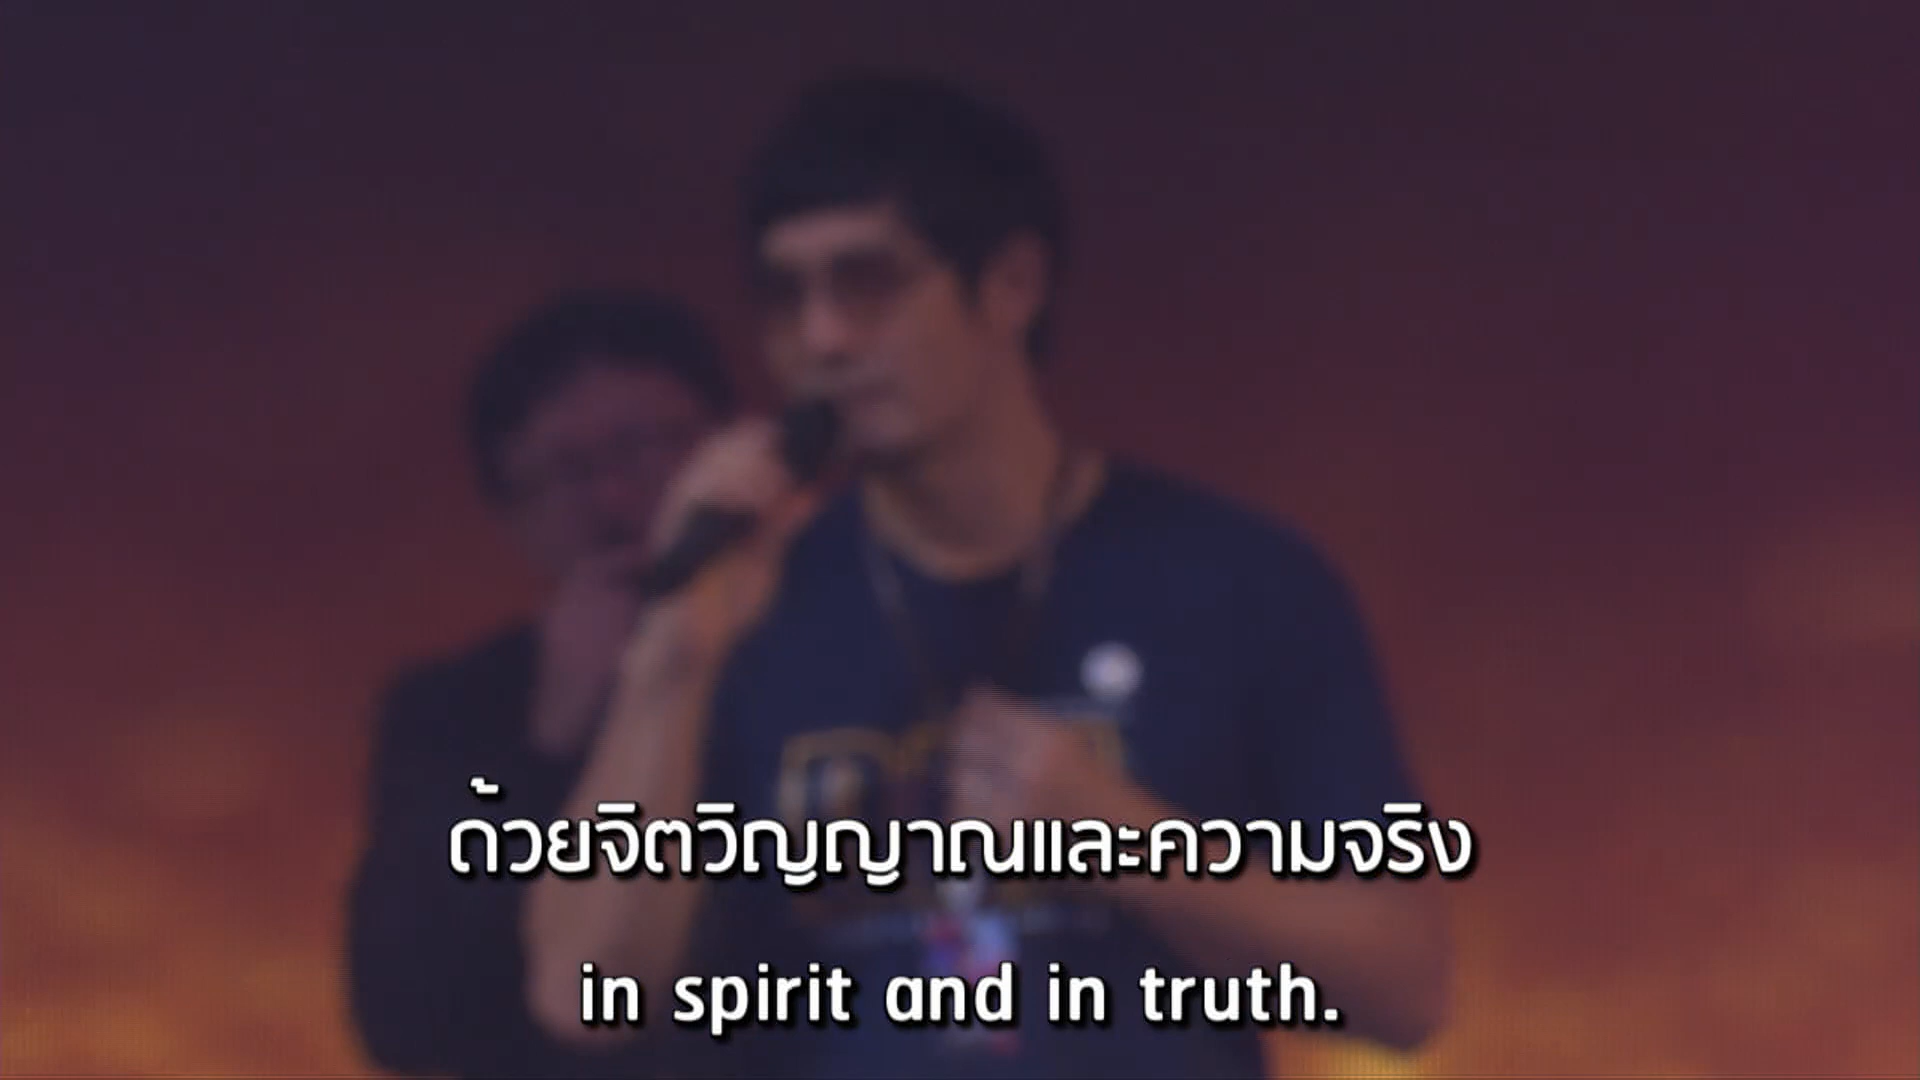 ด้วยจิตวิญญาณและความจริง
in spirit and in truth.